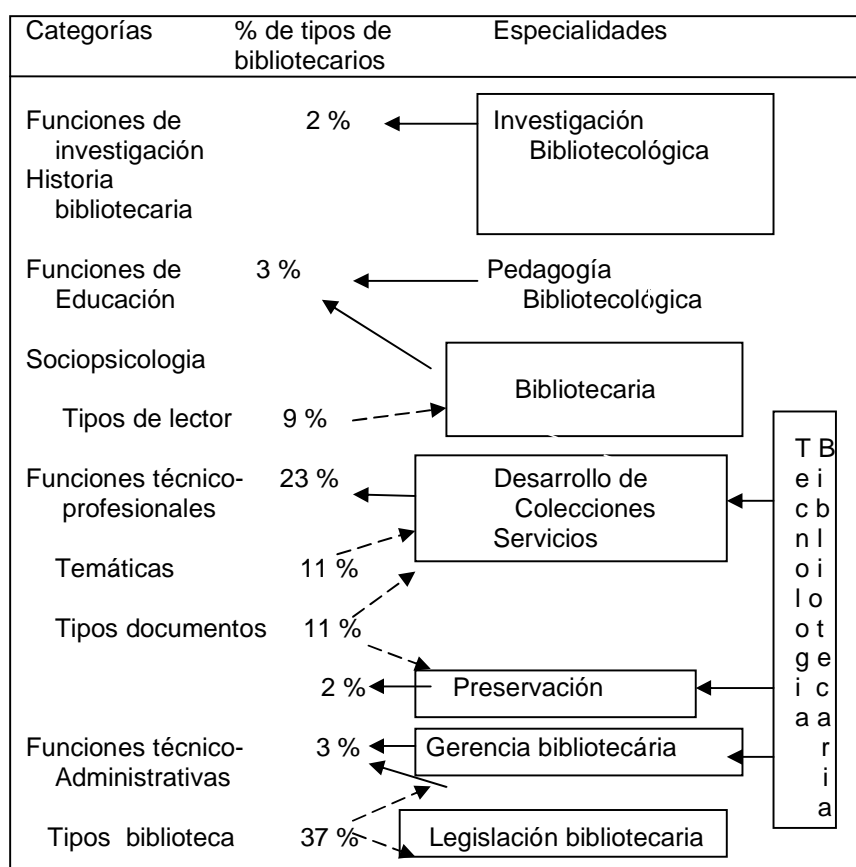 Categorías % de tipos de Especialidades
bibliotecarios
Funciones de 2 % Investigación
investigación Bibliotecológica
Historia
bibliotecaria
Funciones de 3 % Pedagogía
Educación Bibliotecológica
Sociopsicologia
Bibliotecaria
Tipos de lector 9 %
Funciones técnico- 23 % Desarrollo de
profesionales Colecciones
Servicios
Temáticas 11 %
Tipos documentos 11 %
2 % Preservación
Funciones técnico- 3 % Gerencia bibliotecária
Administrativas
Tipos biblioteca 37 % Legislación bibliotecaria
Tecnologia
Bibliotecaria